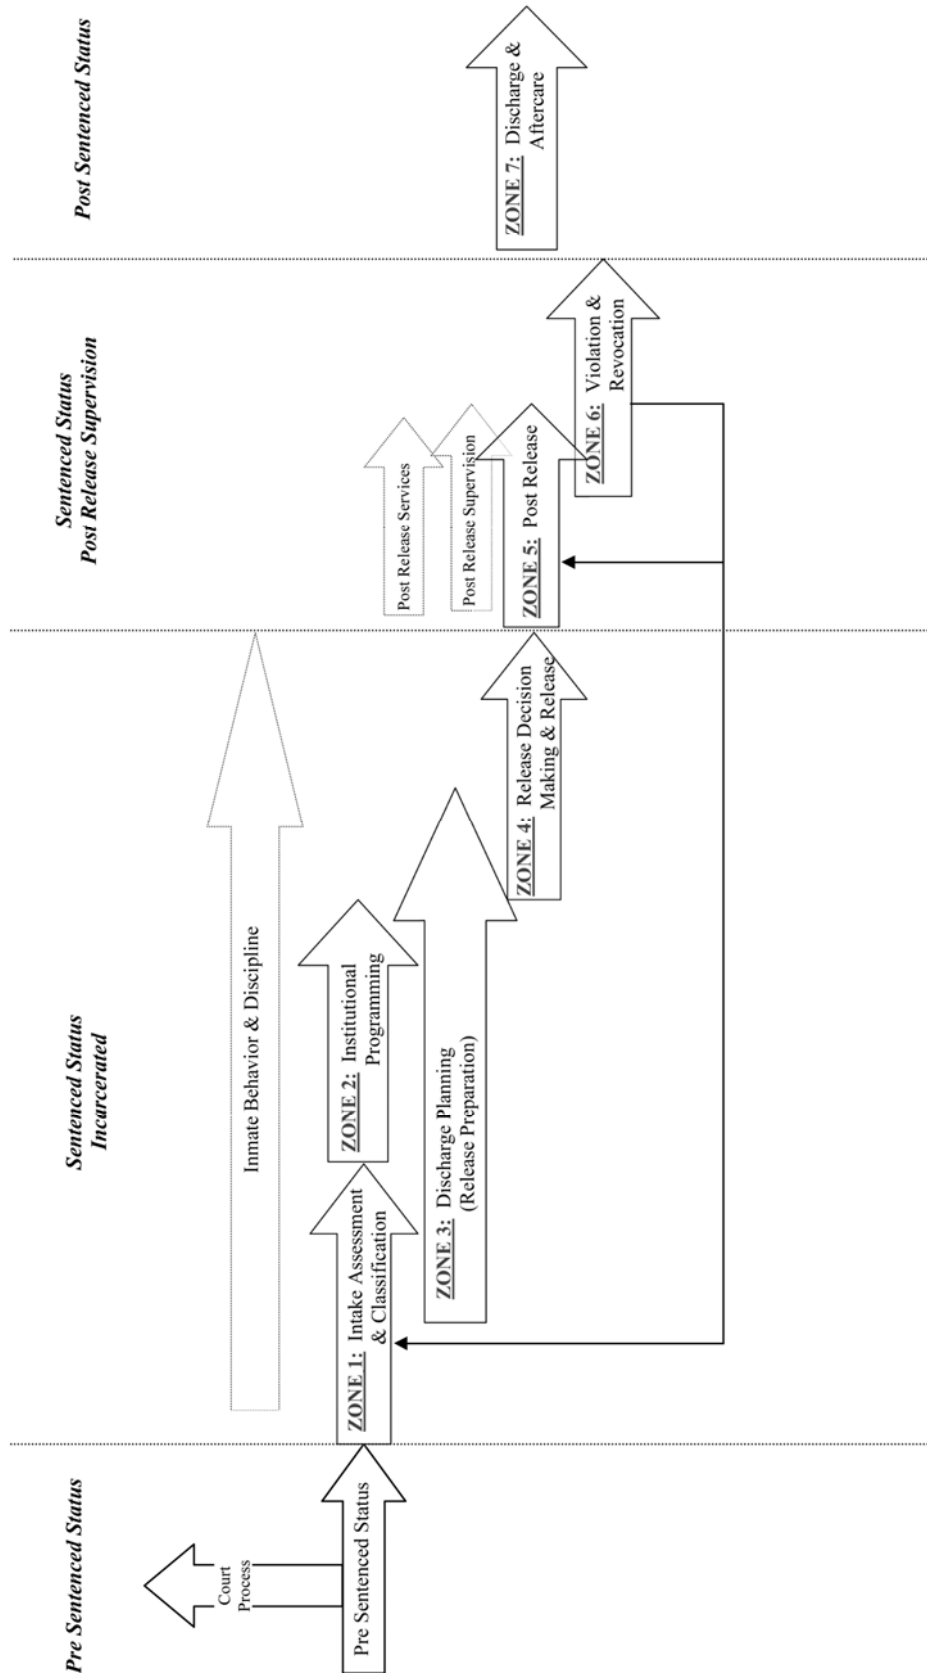 Pre Sentenced Status
Sentenced Status
Incarcerated
Sentenced Status
Post Release Supervision
Post Sentenced Status
Court
Process
Pre Sentenced Status
Inmate Behavior & Discipline
ZONE 1: Intake Assessment
& Classification
ZONE 2: Institutional
Programming
ZONE 3: Discharge Planning
(Release Preparation)
ZONE 4: Release Decision
Making & Release
Post Release Services
Post Release Supervision
ZONE 5: Post Release
ZONE 6: Violation &
Revocation
ZONE 7: Discharge &
Aftercare